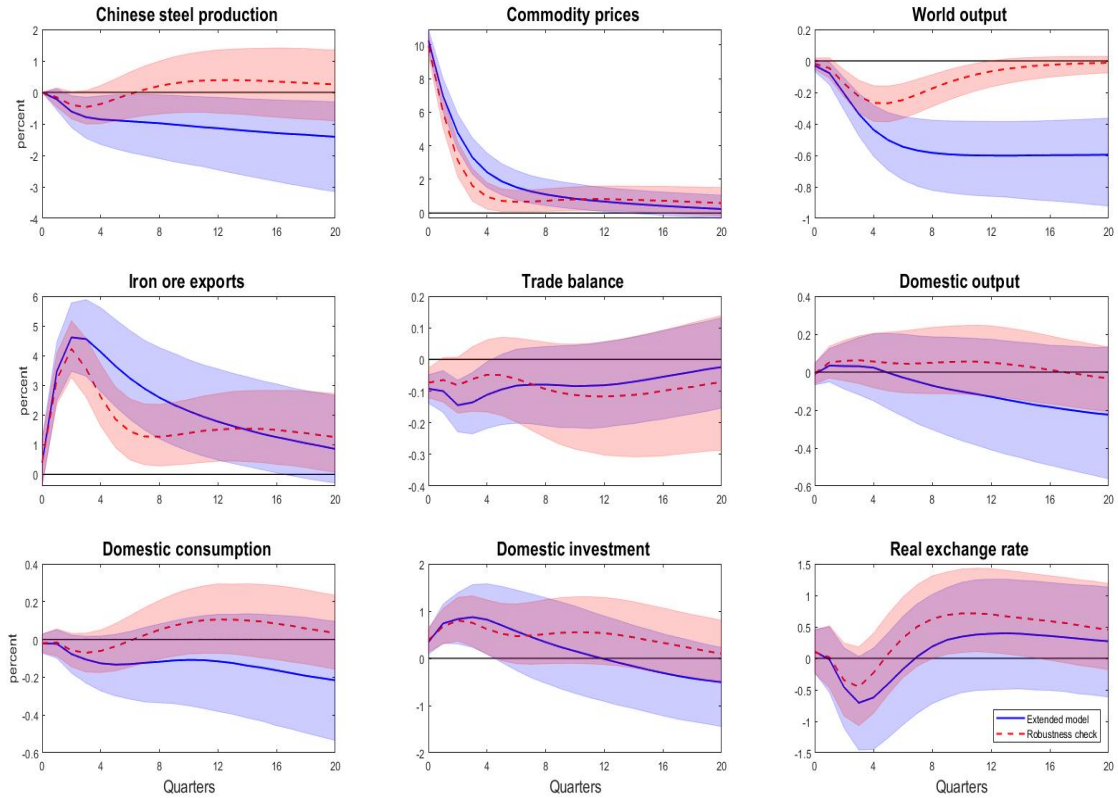 Chinese steel production
Commodity prices
World output
percent
2
1
0
-1
-2
-3
-4
0 4 8 12 16 20
10
8
6
4
2
0
0 4 8 12 16 20
0.2
0
-0.2
-0.4
-0.6
-0.8
-1
0 4 8 12 16 20
Iron ore exports
Trade balance
Domestic output
6
5
4
3
2
1
0
0 4 8 12 16 20
0.2
0.1
0
-0.1
-0.2
-0.3
-0.4
0 4 8 12 16 20
0.4
0.2
0
-0.2
-0.4
-0.6
0 4 8 12 16 20
Domestic consumption
Domestic investment
Real exchange rate
percent
0.4
0.2
0
-0.2
-0.4
-0.6
0 4 8 12 16 20
Quarters
2
1
0
-1
-2
0 4 8 12 16 20
Quarters
1.5
1
0.5
0
-0.5
-1
-1.5
0 4 8 12 16 20
Quarters
Extended model
Robustness check